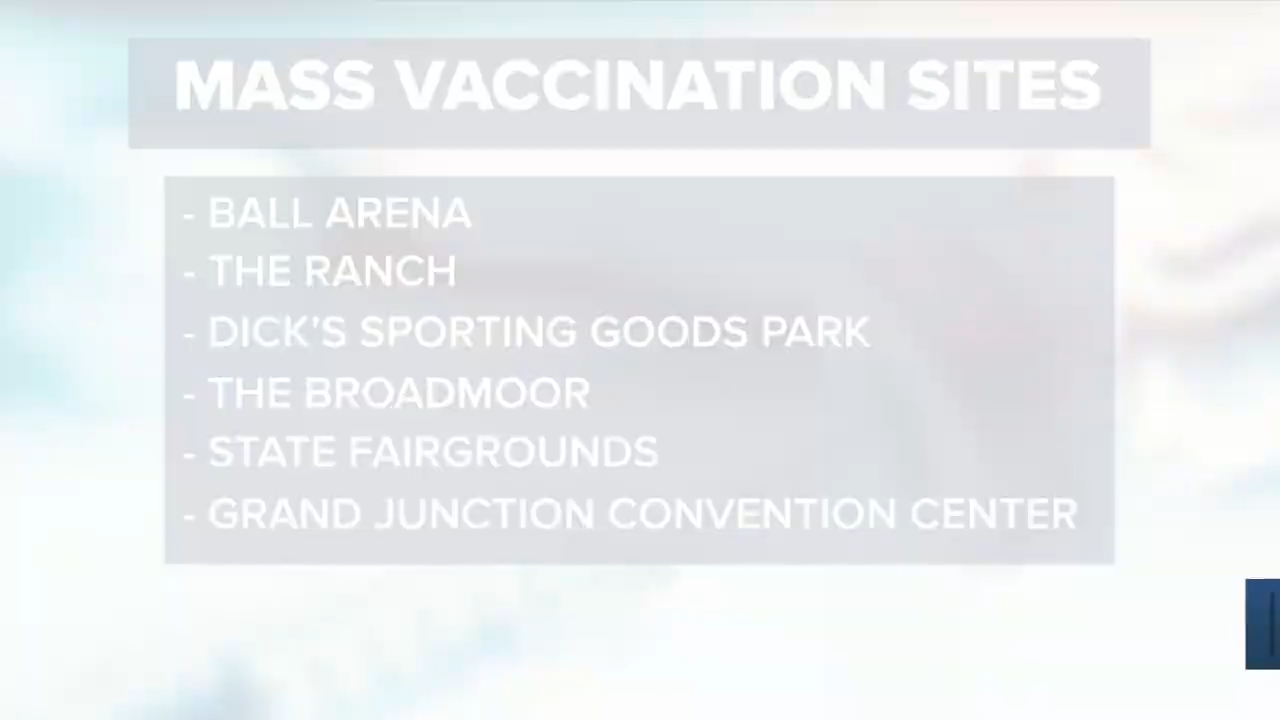 MASS VACCINATION SITES
- BALL ARENA
- THE RANCH
- DICK'S SPORTING GOODS PARK
- THE BROADMOOR
- STATE FAIRGROUNDS
- GRAND JUNCTION CONVENTION CENTER